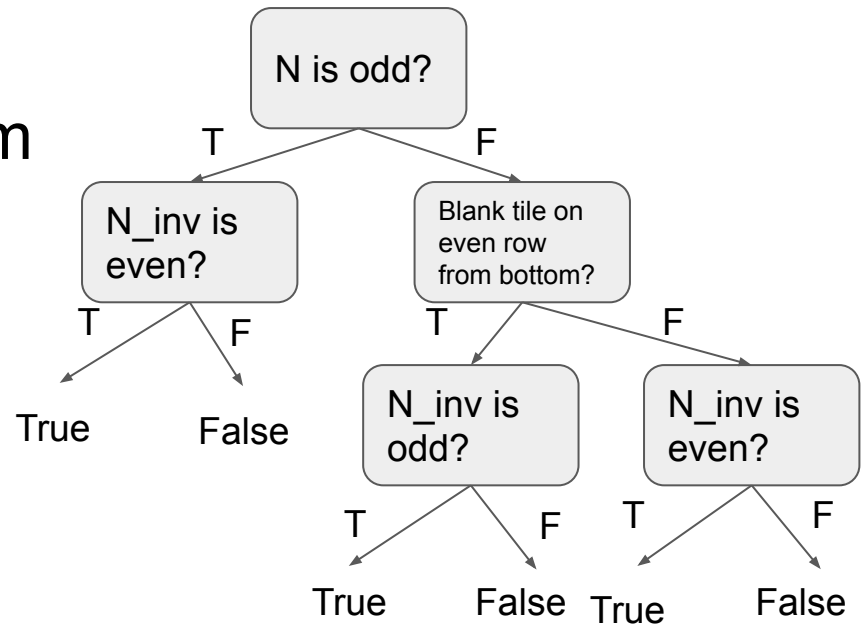 N is odd?
m
T
F
N_inv is
even?
Blank tile on
even row
from bottom?
T
F
T
F
True
False
N_inv is
odd?
N_inv is
even?
T
F
T
F
True
False
True
False